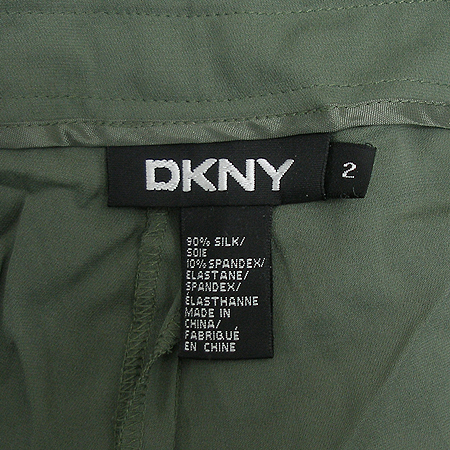 DKNY
2
90% SILK/
SOIE
10% SPANDEX/
ELASTANE/
SPANDEX/
ÉLASTHANNE
MADE IN
CHINA/
FABRIQUÉ
EN CHINE